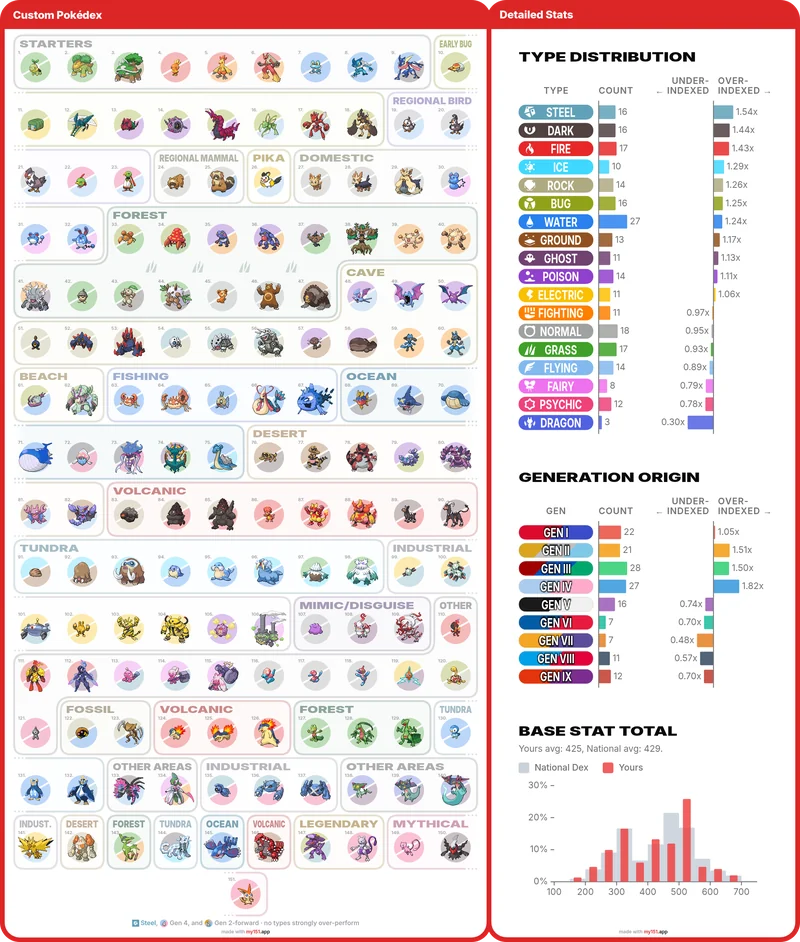 Custom Pokédex
STARTERS
EARLY BUG
REGIONAL BIRD
REGIONAL MAMMAL
PIKA
DOMESTIC
FOREST
CAVE
BEACH
FISHING
OCEAN
DESERT
VOLCANIC
TUNDRA
INDUSTRIAL
MIMIC/DISGUISE
OTHER
FOSSIL
VOLCANIC
FOREST
TUNDRA
OTHER AREAS
INDUSTRIAL
OTHER AREAS
INDUST.
DESERT
FOREST
TUNDRA
OCEAN
VOLCANIC
LEGENDARY
MYTHICAL
Steel, Gen 4, and Gen 2-forward · no types strongly over-perform
made with my151.app
Detailed Stats
TYPE DISTRIBUTION
TYPE COUNT UNDER- ← INDEXED OVER- INDEXED →
STEEL 16 1.54x
DARK 16 1.44x
FIRE 17 1.43x
ICE 10 1.29x
ROCK 14 1.26x
BUG 16 1.25x
WATER 27 1.24x
GROUND 13 1.17x
GHOST 11 1.13x
POISON 14 1.11x
ELECTRIC 11 1.06x
FIGHTING 11 0.97x
NORMAL 18 0.95x
GRASS 17 0.93x
FLYING 14 0.89x
FAIRY 8 0.79x
PSYCHIC 12 0.78x
DRAGON 3 0.30x
GENERATION ORIGIN
GEN COUNT UNDER- ← INDEXED OVER- INDEXED →
GEN I 22 1.05x
GEN II 21 1.51x
GEN III 28 1.50x
GEN IV 27 1.82x
GEN V 16 0.74x
GEN VI 7 0.70x
GEN VII 7 0.48x
GEN VIII 11 0.57x
GEN IX 12 0.70x
BASE STAT TOTAL
Yours avg: 425, National avg: 429.
National Dex Yours
30%
20%
10%
0%
100 200 300 400 500 600 700
made with my151.app